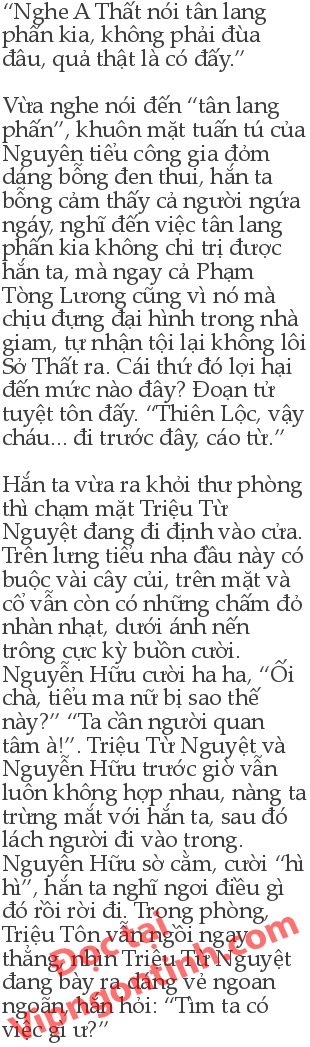 “Nghe A Thất nói tân lang
phấn kia, không phải đùa
đâu, quả thật là có đấy.”
Vừa nghe nói đến “tân lang
phấn”, khuôn mặt tuấn tú của
Nguyên tiểu công gia đỏm
dáng bỗng đen thui, hắn ta
bỗng cảm thấy cả người ngứa
ngáy, nghĩ đến việc tân lang
phấn kia không chỉ trị được
hắn ta, mà ngay cả Phạm
Tòng Lương cũng vì nó mà
chịu đựng đại hình trong nhà
giam, tự nhận tội lại không lôi
Sở Thất ra. Cái thứ đó lợi hại
đến mức nào đây? Đoạn tử
tuyệt tôn đấy. “Thiên Lộc, vậy
cháu... đi trước đây, cáo từ.”
Hắn ta vừa ra khỏi thư phòng
thì chạm mặt Triệu Từ
Nguyệt đang đi định vào cửa.
Trên lưng tiểu nha đầu này có
buộc vài cây củi, trên mặt và
cổ vẫn còn có những chấm đỏ
nhàn nhạt, dưới ánh nến
trông cực kỳ buồn cười.
Nguyễn Hữu cười ha ha, “Ối
chà, tiểu ma nữ bị sao thế
này?” “Ta cần người quan
tâm à!”. Triệu Từ Nguyệt và
Nguyễn Hữu trước giờ vẫn
luôn không hợp nhau, nàng ta
trừng mắt với hắn ta, sau đó
lách người đi vào trong.
Nguyên Hữu sờ cằm, cười “hì
hì”, hắn ta nghĩ ngơi điều gì
đó rồi rời đi. Trong phòng,
Triệu Tôn vẫn ngồi ngay
thẳng, nhìn Triệu Từ Nguyệt
đang bày ra dáng vẻ ngoan
ngoãn, hắn hỏi: “Tìm ta có
việc gì ư?”
Đọc tại
Vipngontinh.com